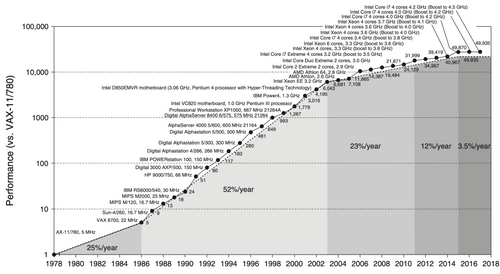 Intel Core i7 4 cores 4.2 GHz (Boost to 4.5 GHz)
Intel Core i7 4 cores 4.0 GHz (Boost to 4.2 GHz)
Intel Core i7 4 cores 4.0 GHz (Boost to 4.2 GHz)
Intel Xeon 4 cores 3.7 GHz (Boost to 4.1 GHz)
Intel Xeon 4 cores 3.6 GHz (Boost to 4.0 GHz)
Intel Xeon 4 cores 3.6 GHz (Boost to 4.0 GHz)
Intel Core i7 4 cores 3.4 GHz (boost to 3.8 GHz)
Intel Xeon 6 cores, 3.3 GHz (boost to 3.6 GHz)
Intel Xeon 4 cores, 3.3 GHz (boost to 3.6 GHz)
Intel Core i7 Extreme 4 cores 3.2 GHz (boost to 3.5 GHz)
Intel Core Duo Extreme 2 cores, 3.0 GHz
Intel Core 2 Extreme 2 cores, 2.9 GHz
AMD Athlon 64, 2.8 GHz
AMD Athlon, 2.6 GHz
Intel Xeon EE 3.2 GHz
Intel D850EMVR motherboard (3.06 GHz, Pentium 4 processor with Hyper-Threading Technology)
IBM Power4, 1.3 GHz
Intel VC820 motherboard, 1.0 GHz Pentium III processor
Professional Workstation XP1000, 667 MHz 21264A
Digital AlphaServer 8400 6/575, 575 MHz 21264
AlphaServer 4000 5/600, 600 MHz 21164
Digital Alphastation 5/500, 500 MHz
Digital Alphastation 5/300, 300 MHz
Digital Alphastation 4/266, 266 MHz
IBM POWERstation 100, 150 MHz
Digital 3000 AXP/500, 150 MHz
HP 9000/750, 66 MHz
IBM RS6000/540, 30 MHz
MIPS M2000, 25 MHz
MIPS M/120, 16.7 MHz
Sun-4/260, 16.7 MHz
VAX 8700, 22 MHz
AX-11/780, 5 MHz
5
9
13
18
24
51
80
117
183
280
481
649
993
1,267
1,779
3,016
4,195
6,043
6,681
7,108
11,865
14,387
19,484
21,871
24,129
31,999
34,967
39,419
40,967
49,870
49,935
49,935
25%/year
52%/year
23%/year
12%/year
3.5%/year
Performance (vs. VAX-11/780)
100,000
10,000
1000
100
10
1
1978 1980 1982 1984 1986 1988 1990 1992 1994 1996 1998 2000 2002 2004 2006 2008 2010 2012 2014 2016 2018